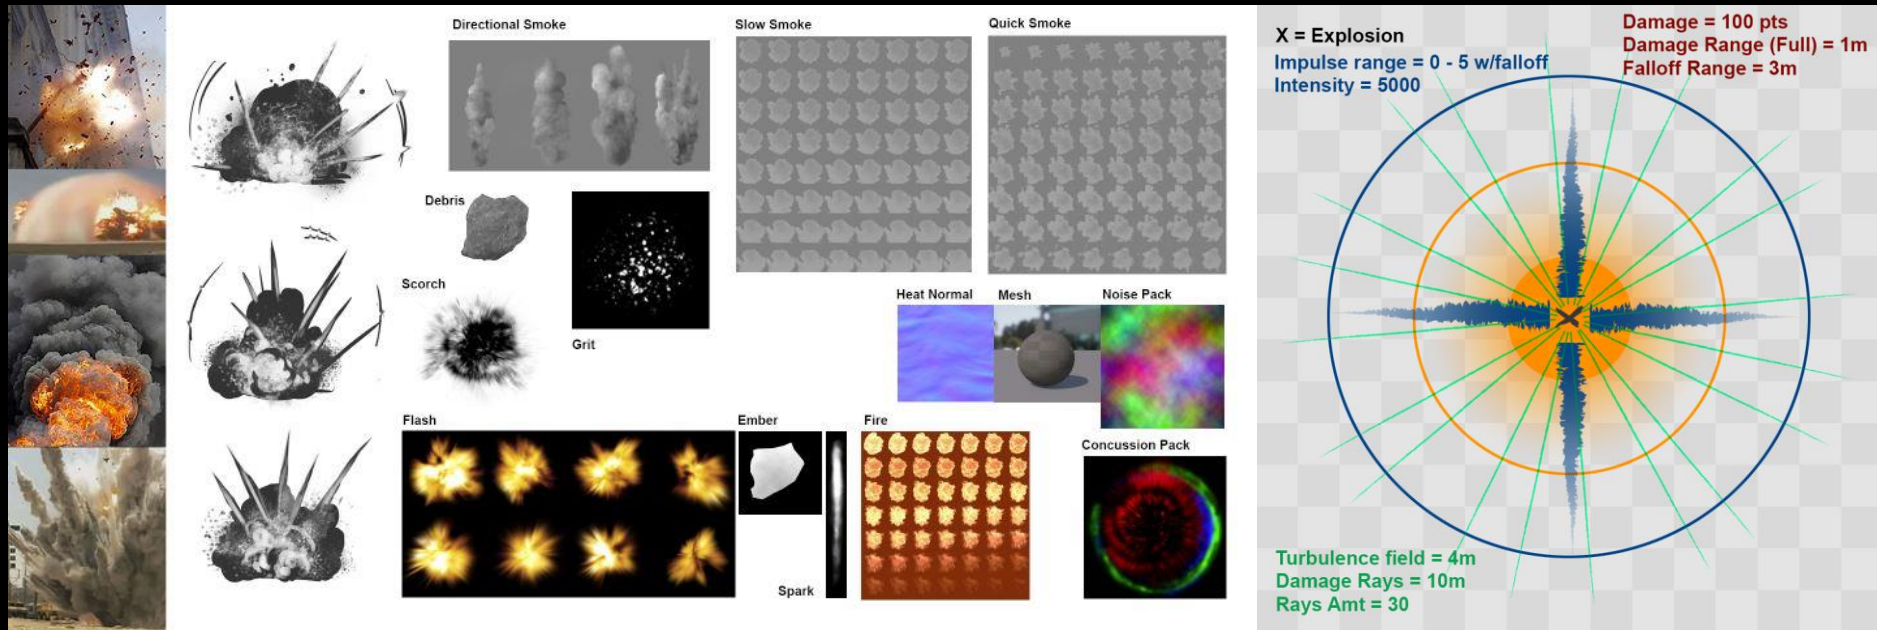 Directional Smoke
Slow Smoke
Quick Smoke
Debris
Scorch
Grit
Heat Normal
Mesh
Noise Pack
Flash
Ember
Fire
Concussion Pack
Spark
X = Explosion
Impulse range = 0 - 5 w/falloff
Intensity = 5000
Damage = 100 pts
Damage Range (Full) = 1m
Falloff Range = 3m
X
Turbulence field = 4m
Damage Rays = 10m
Rays Amt = 30